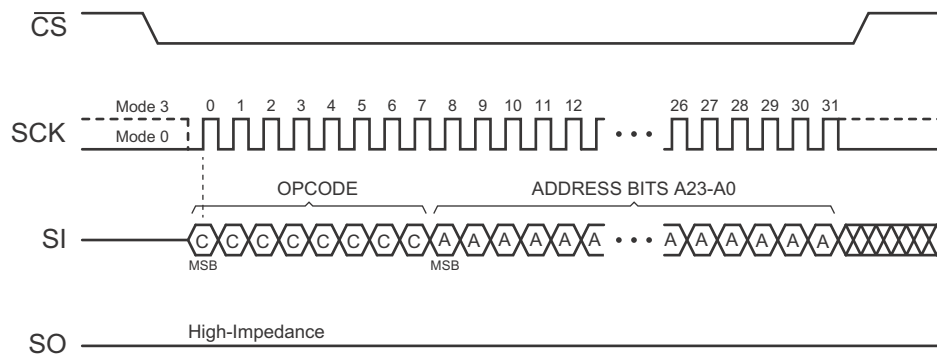 CS
Mode 3 0 1 2 3 4 5 6 7 8 9 10 11 12 26 27 28 29 30 31
SCK
Mode 0
• • •
OPCODE ADDRESS BITS A23-A0
SI C C C C C C C C A A A A A A • • • A A A A A A
MSB MSB
High-Impedance
SO